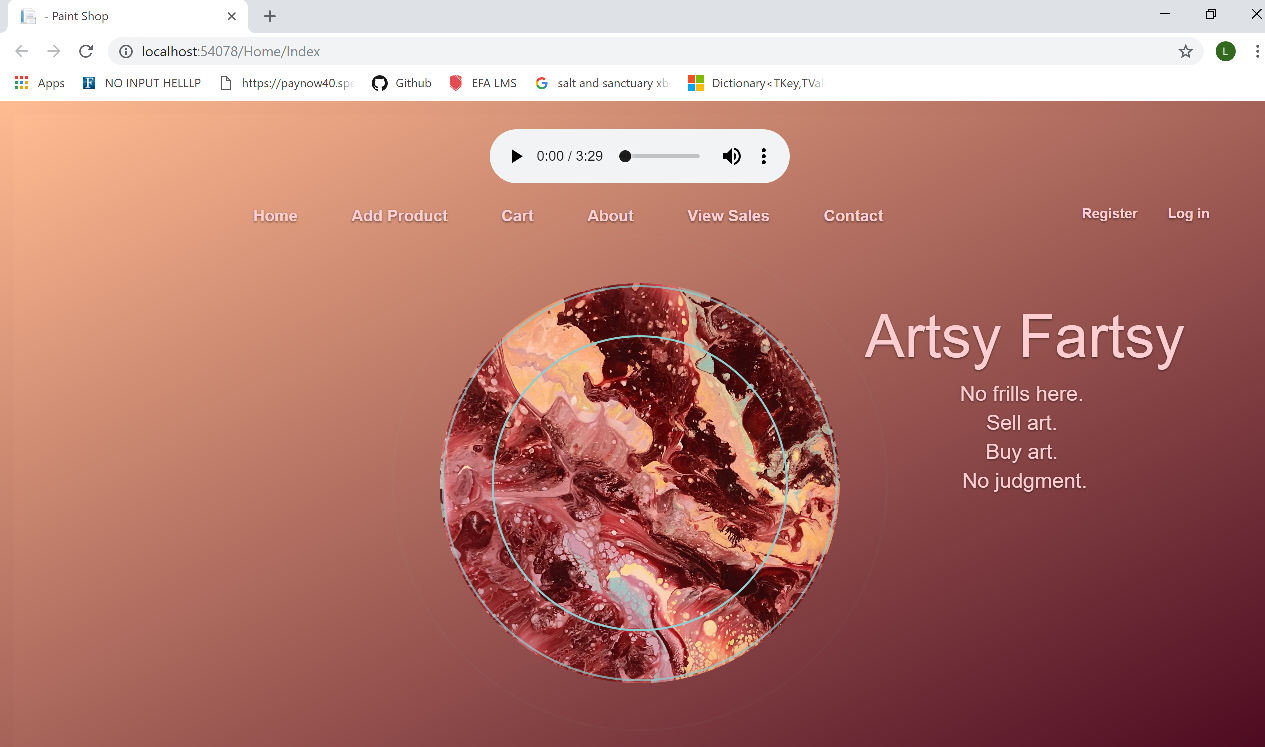 - Paint Shop
localhost:54078/Home/Index
L
Apps NO INPUT HELLLP https://paynow40.spe Github EFA LMS salt and sanctuary xb Dictionary<TKey,TVal
0:00 / 3:29
Home Add Product Cart About View Sales Contact Register Log in
Artsy Fartsy
No frills here.
Sell art.
Buy art.
No judgment.